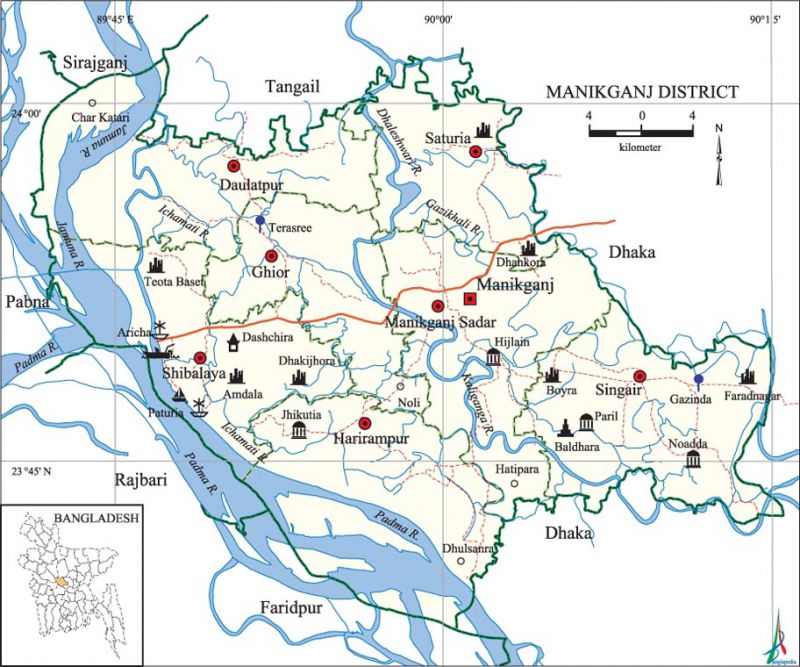 89°45´ E
90°00´
90°15´
Sirajganj
Tangail
MANIKGANJ DISTRICT
4 0 4
kilometer
N
24°00´
Char Katari
Jamuna R.
Dhaleshwari R.
Saturia
Daulatpur
Ichamati R.
Terasree
Gazikhali R.
Jamuna R.
Ghior
Dhankora
Dhaka
Teota Baset
Manikganj
Pabna
Manikganj Sadar
Aricha
Dashchira
Hijlain
Padma R.
Shibalaya
Dhakijhora
Amdala
Noli
Kaliganga R.
Boyra
Singair
Gazinda
Faradnagar
Paturia
Jhikutia
Paril
Ichamati R.
Harirampur
Baldhara
Noadda
23°45´ N
Rajbari
Padma R.
Hatipara
BANGLADESH
Padma R.
Dhaka
Dhulsanra
Faridpur
Banglapedia